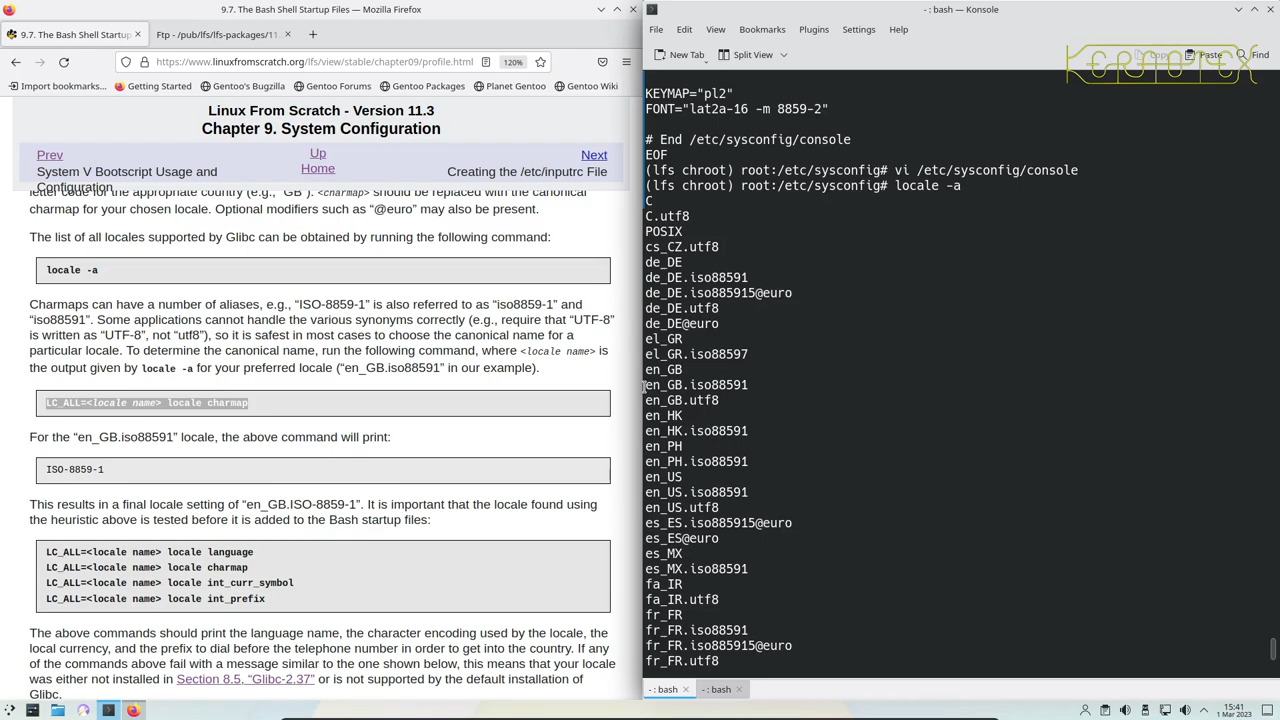 9.7. The Bash Shell Startup Files — Mozilla Firefox
9.7. The Bash Shell Startup
Ftp - /pub/lfs/lfs-packages/11.
https://www.linuxfromscratch.org/lfs/view/stable/chapter09/profile.html
120%
Import bookmarks...
Getting Started
Gentoo's Bugzilla
Gentoo Forums
Gentoo Packages
Planet Gentoo
Gentoo Wiki
Linux From Scratch - Version 11.3
Chapter 9. System Configuration
Prev
Up
Next
System V Bootscript Usage and Configuration
Home
Creating the /etc/inputrc File
letter code for the appropriate country (e.g., “GB”). <charmap> should be replaced with the canonical
charmap for your chosen locale. Optional modifiers such as “@euro” may also be present.
The list of all locales supported by Glibc can be obtained by running the following command:
locale -a
Charmaps can have a number of aliases, e.g., “ISO-8859-1” is also referred to as “iso8859-1” and
“iso88591”. Some applications cannot handle the various synonyms correctly (e.g., require that “UTF-8”
is written as “UTF-8”, not “utf8”), so it is safest in most cases to choose the canonical name for a
particular locale. To determine the canonical name, run the following command, where <locale name> is
the output given by locale -a for your preferred locale (“en_GB.iso88591” in our example).
LC_ALL=<locale name> locale charmap
For the “en_GB.iso88591” locale, the above command will print:
ISO-8859-1
This results in a final locale setting of “en_GB.ISO-8859-1”. It is important that the locale found using
the heuristic above is tested before it is added to the Bash startup files:
LC_ALL=<locale name> locale language
LC_ALL=<locale name> locale charmap
LC_ALL=<locale name> locale int_curr_symbol
LC_ALL=<locale name> locale int_prefix
The above commands should print the language name, the character encoding used by the locale, the
local currency, and the prefix to dial before the telephone number in order to get into the country. If any
of the commands above fail with a message similar to the one shown below, this means that your locale
was either not installed in Section 8.5, “Glibc-2.37” or is not supported by the default installation of
Glibc.
- : bash — Konsole
File Edit View Bookmarks Plugins Settings Help
New Tab
Split View
Copy
Paste
Find
KERAPLEX
KEYMAP="pl2"
FONT="lat2a-16 -m 8859-2"
# End /etc/sysconfig/console
EOF
(lfs chroot) root:/etc/sysconfig# vi /etc/sysconfig/console
(lfs chroot) root:/etc/sysconfig# locale -a
C
C.utf8
POSIX
cs_CZ.utf8
de_DE
de_DE.iso88591
de_DE.iso885915@euro
de_DE.utf8
de_DE@euro
el_GR
el_GR.iso88597
en_GB
en_GB.iso88591
en_GB.utf8
en_HK
en_HK.iso88591
en_PH
en_PH.iso88591
en_US
en_US.iso88591
en_US.utf8
es_ES.iso885915@euro
es_ES@euro
es_MX
es_MX.iso88591
fa_IR
fa_IR.utf8
fr_FR
fr_FR.iso88591
fr_FR.iso885915@euro
fr_FR.utf8
- : bash
- : bash
15:41
1 Mar 2023